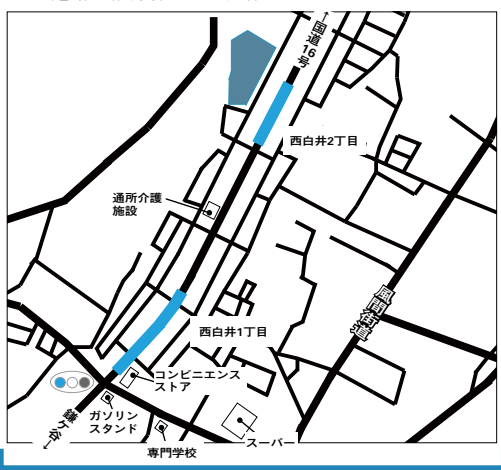 ←国道16号
西白井2丁目
通所介護
施設
風間街道
西白井1丁目
コンビニエンス
ストア
ガソリン
スタンド
鎌ケ谷→
スーパー
専門学校